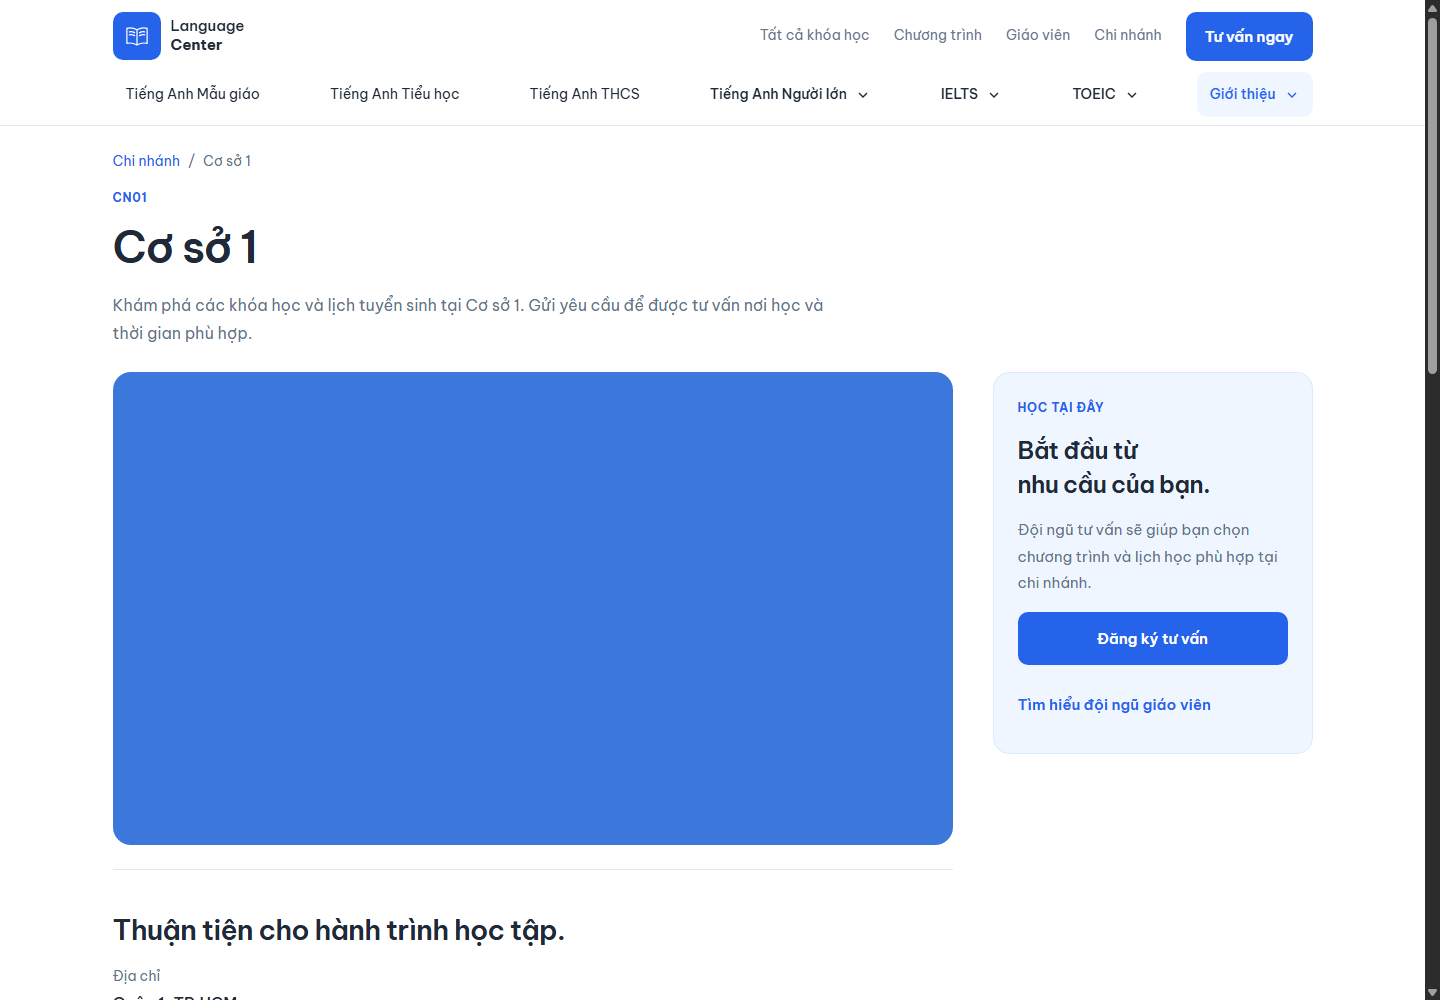 Language
Center
Tất cả khóa học
Chương trình
Giáo viên
Chi nhánh
Tư vấn ngay
Tiếng Anh Mẫu giáo
Tiếng Anh Tiểu học
Tiếng Anh THCS
Tiếng Anh Người lớn
IELTS
TOEIC
Giới thiệu
Chi nhánh / Cơ sở 1
CN01
Cơ sở 1
Khám phá các khóa học và lịch tuyển sinh tại Cơ sở 1. Gửi yêu cầu để được tư vấn nơi học và
thời gian phù hợp.
HỌC TẠI ĐÂY
Bắt đầu từ
nhu cầu của bạn.
Đội ngũ tư vấn sẽ giúp bạn chọn
chương trình và lịch học phù hợp tại
chi nhánh.
Đăng ký tư vấn
Tìm hiểu đội ngũ giáo viên
Thuận tiện cho hành trình học tập.
Địa chỉ
Quận 1, TP.HCM